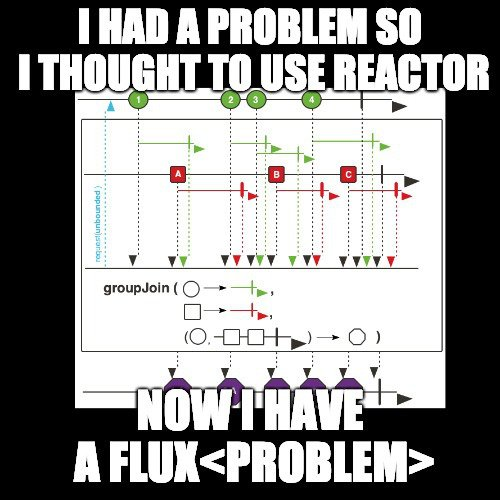 I HAD A PROBLEM SO
I THOUGHT TO USE REACTOR
1 2 3 4
request(unbounded)
A B C
groupJoin ( ,
,
( , ) )
NOW I HAVE
A FLUX<PROBLEM>